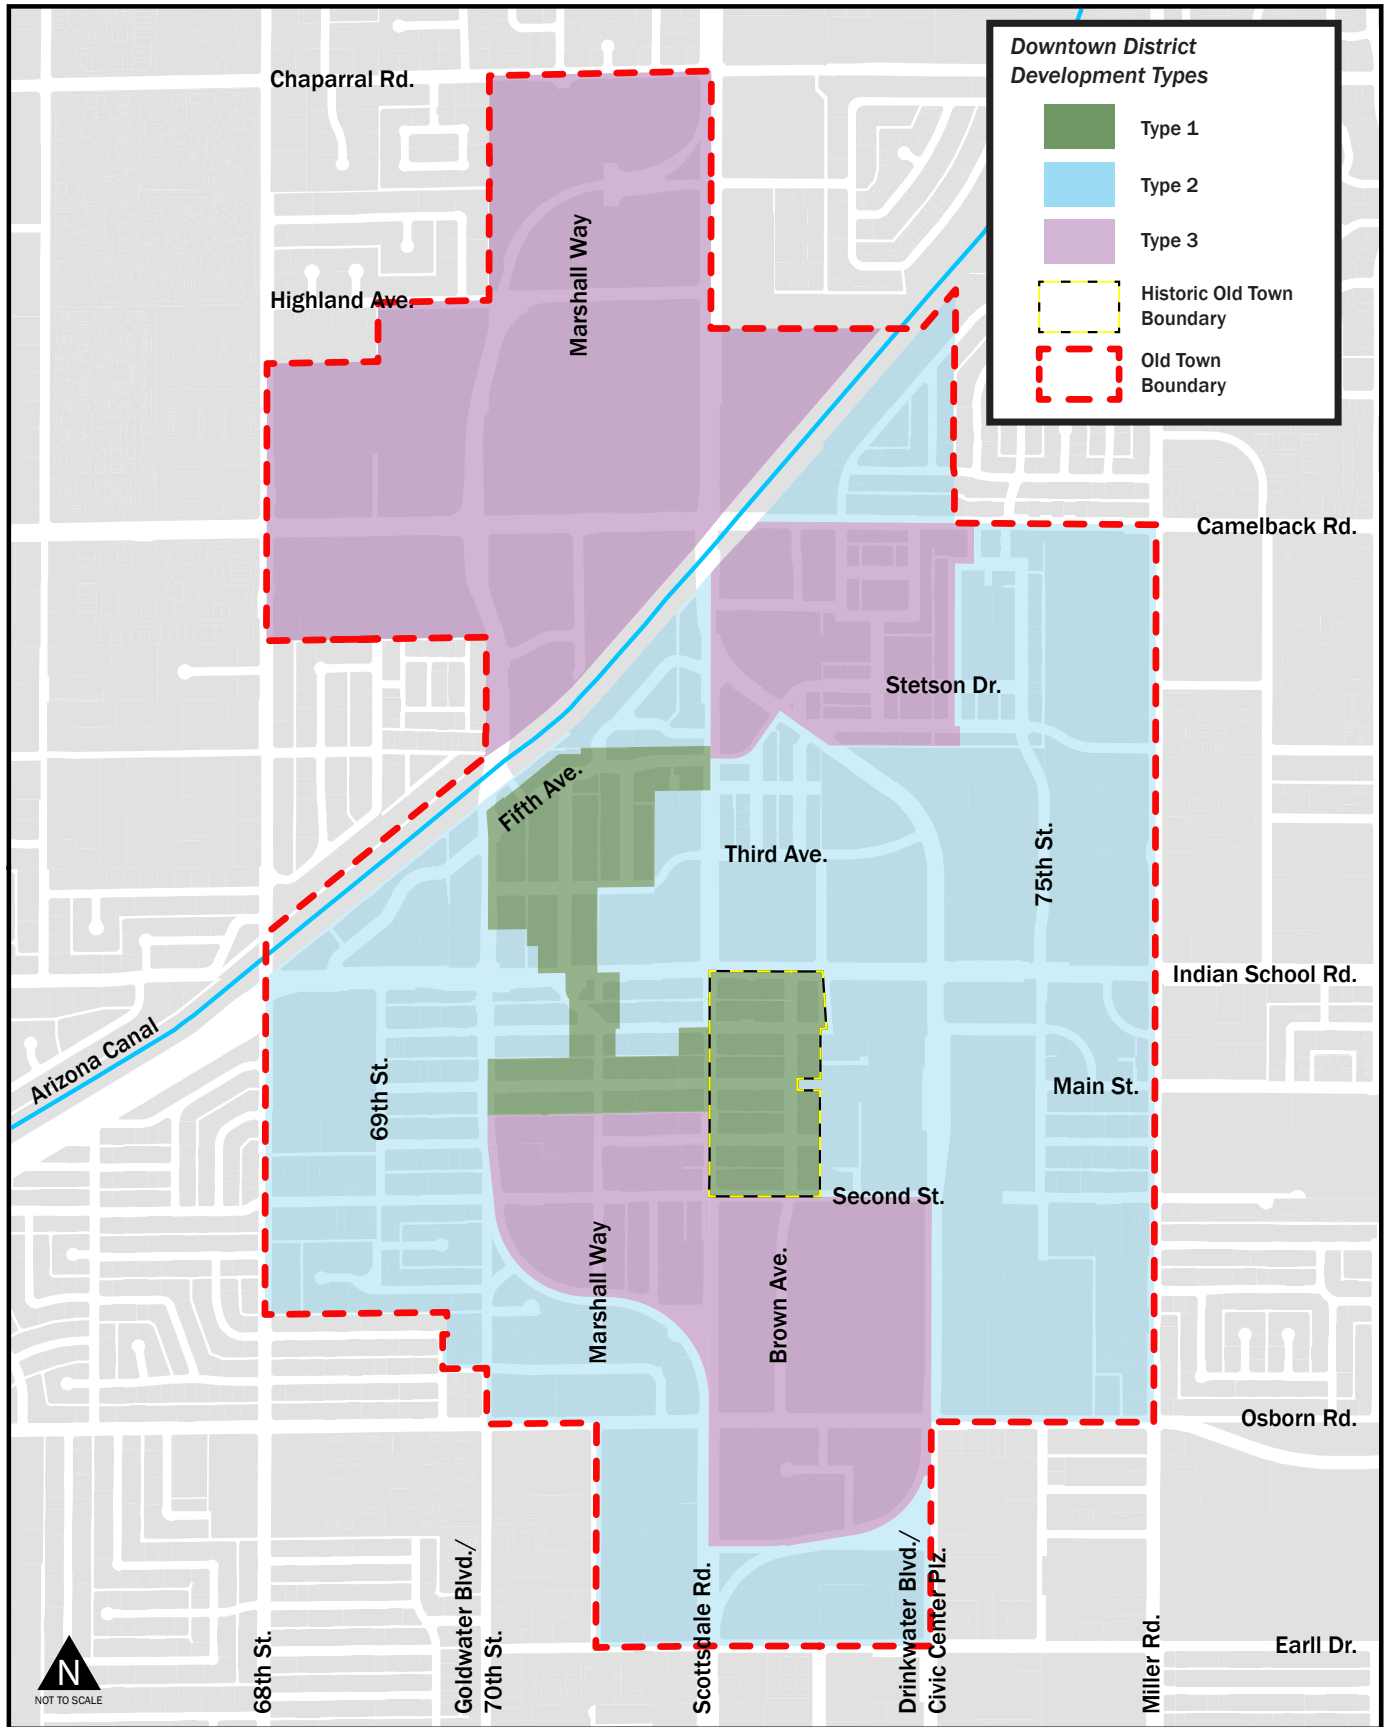 Downtown District
Development Types
Type 1
Type 2
Type 3
Historic Old Town
Boundary
Old Town
Boundary
Chaparral Rd.
Marshall Way
Highland Ave.
Camelback Rd.
Stetson Dr.
Fifth Ave.
Third Ave.
75th St.
Indian School Rd.
Arizona Canal
69th St.
Main St.
Second St.
Marshall Way
Brown Ave.
Osborn Rd.
Earll Dr.
68th St.
Goldwater Blvd./
70th St.
Scottsdale Rd.
Drinkwater Blvd./
Civic Center Plz.
Miller Rd.
N
NOT TO SCALE